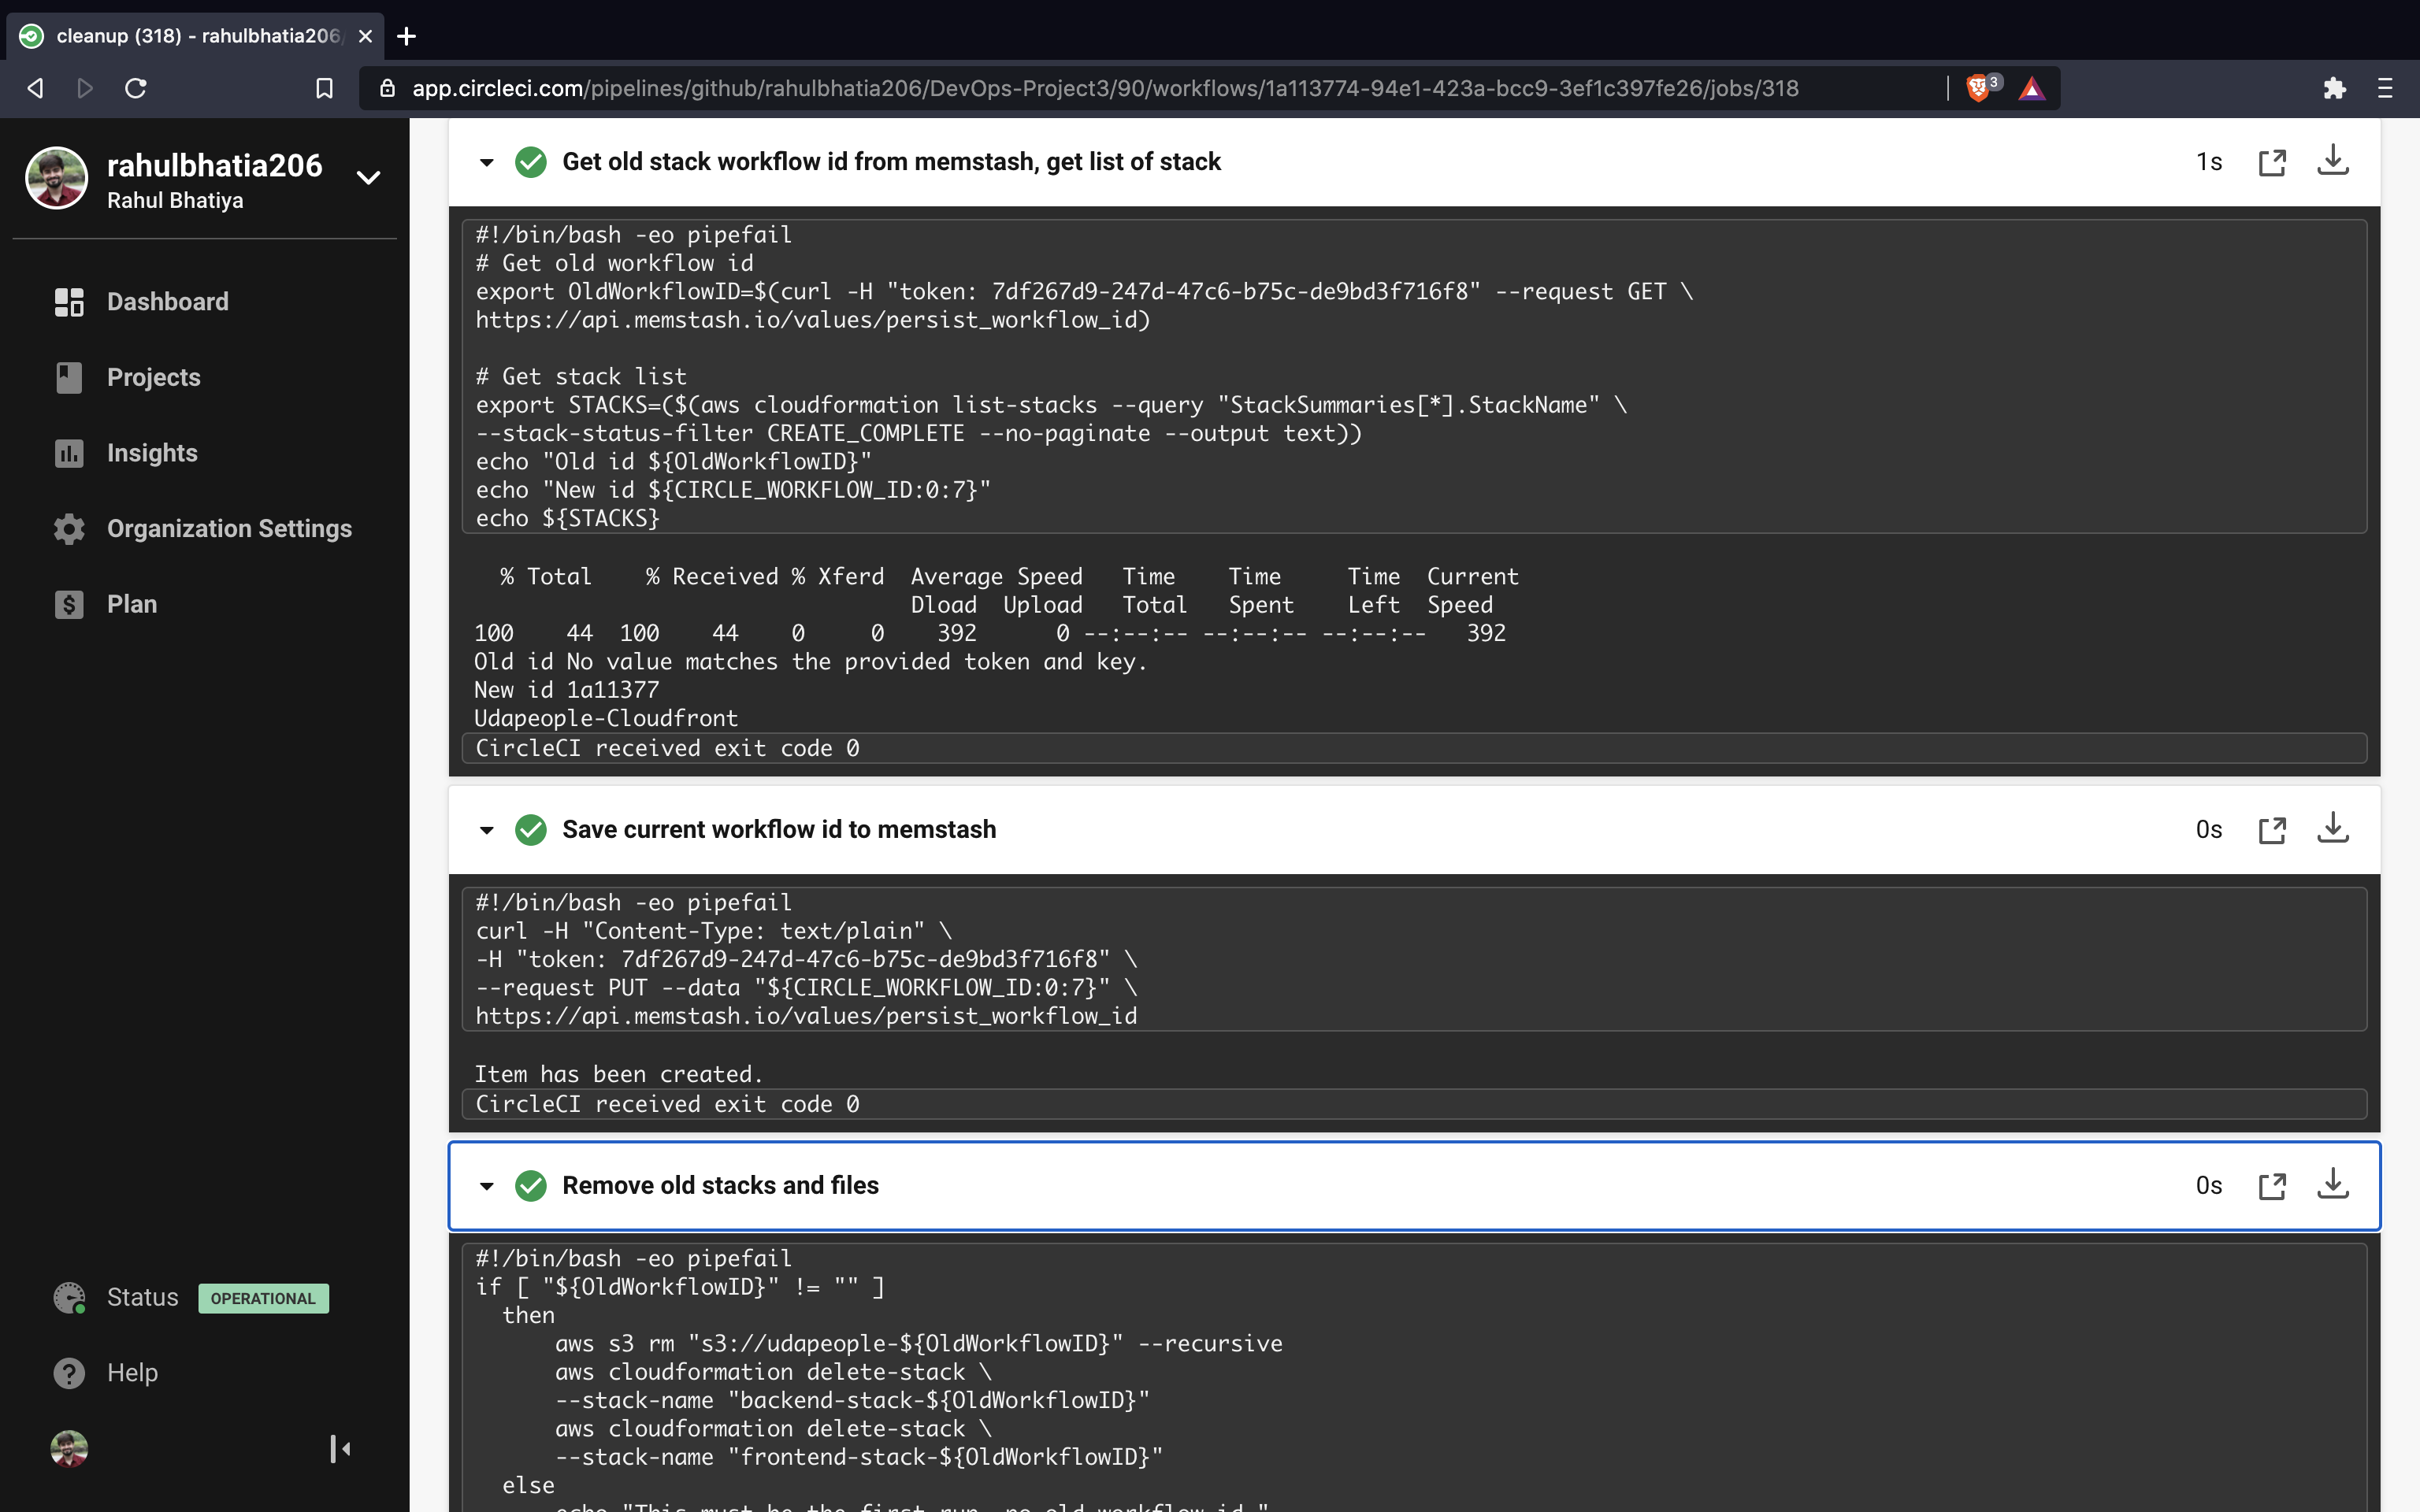 cleanup (318) - rahulbhatia206/
app.circleci.com/pipelines/github/rahulbhatia206/DevOps-Project3/90/workflows/1a113774-94e1-423a-bcc9-3ef1c397fe26/jobs/318
3
rahulbhatia206
Rahul Bhatiya
Dashboard
Projects
Insights
Organization Settings
Plan
Status OPERATIONAL
Help
Get old stack workflow id from memstash, get list of stack 1s
#!/bin/bash -eo pipefail
# Get old workflow id
export OldWorkflowID=$(curl -H "token: 7df267d9-247d-47c6-b75c-de9bd3f716f8" --request GET \
https://api.memstash.io/values/persist_workflow_id)
# Get stack list
export STACKS=($(aws cloudformation list-stacks --query "StackSummaries[*].StackName" \
--stack-status-filter CREATE_COMPLETE --no-paginate --output text))
echo "Old id ${OldWorkflowID}"
echo "New id ${CIRCLE_WORKFLOW_ID:0:7}"
echo ${STACKS}
% Total % Received % Xferd Average Speed Time Time Time Current
Dload Upload Total Spent Left Speed
100 44 100 44 0 0 392 0 --:--:-- --:--:-- --:--:-- 392
Old id No value matches the provided token and key.
New id 1a11377
Udapeople-Cloudfront
CircleCI received exit code 0
Save current workflow id to memstash 0s
#!/bin/bash -eo pipefail
curl -H "Content-Type: text/plain" \
-H "token: 7df267d9-247d-47c6-b75c-de9bd3f716f8" \
--request PUT --data "${CIRCLE_WORKFLOW_ID:0:7}" \
https://api.memstash.io/values/persist_workflow_id
Item has been created.
CircleCI received exit code 0
Remove old stacks and files 0s
#!/bin/bash -eo pipefail
if [ "${OldWorkflowID}" != "" ]
then
aws s3 rm "s3://udapeople-${OldWorkflowID}" --recursive
aws cloudformation delete-stack \
--stack-name "backend-stack-${OldWorkflowID}"
aws cloudformation delete-stack \
--stack-name "frontend-stack-${OldWorkflowID}"
else
echo "This must be the first run, no old workflow id."